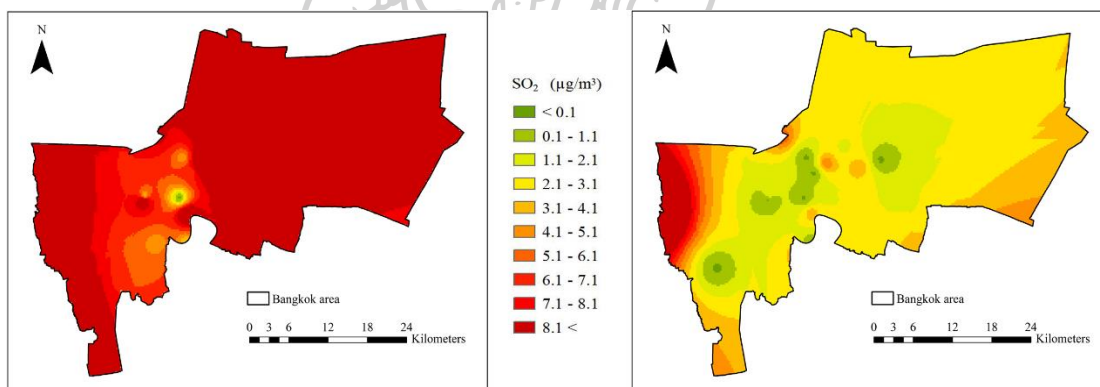 N
Bangkok area
0 3 6 12 18 24
Kilometers
SO₂ (µg/m³)
< 0.1
0.1 - 1.1
1.1 - 2.1
2.1 - 3.1
3.1 - 4.1
4.1 - 5.1
5.1 - 6.1
6.1 - 7.1
7.1 - 8.1
8.1 <
N
Bangkok area
0 3 6 12 18 24
Kilometers